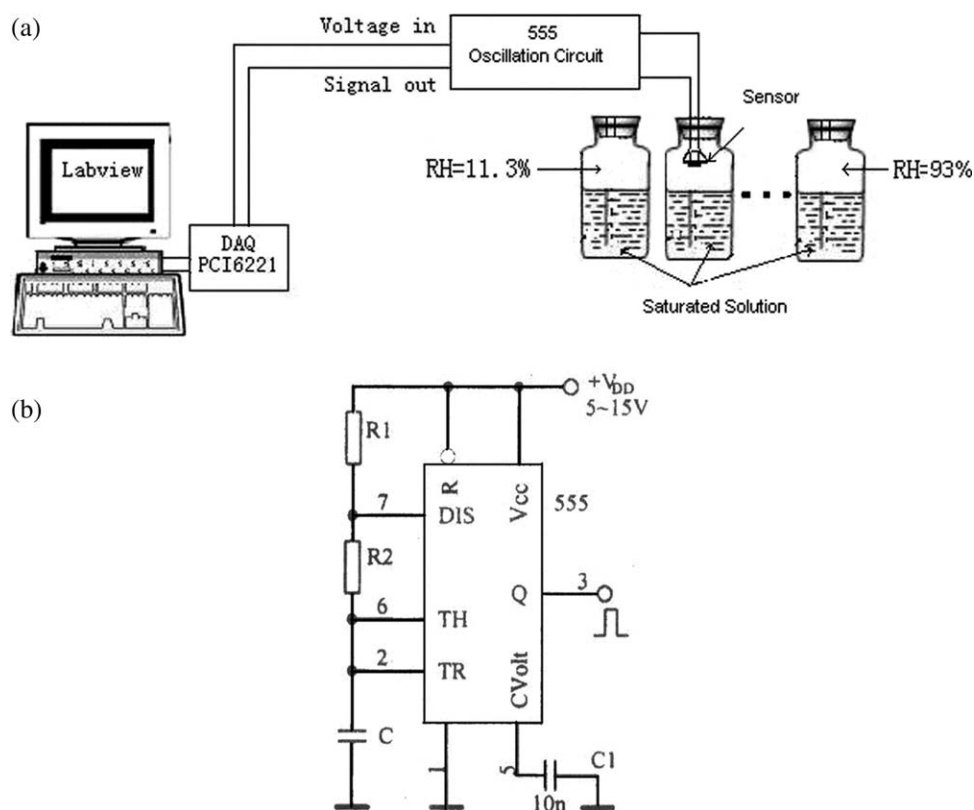 (a)
Voltage in
Signal out
555
Oscillation Circuit
Sensor
Labview
RH=11.3%
RH=93%
DAQ
PCI6221
Saturated Solution
(b)
+VDD
5~15V
R1
7
R
DIS
Vcc
555
R2
6
TH
Q
3
2
TR
CVolt
C
1
5
C1
10n